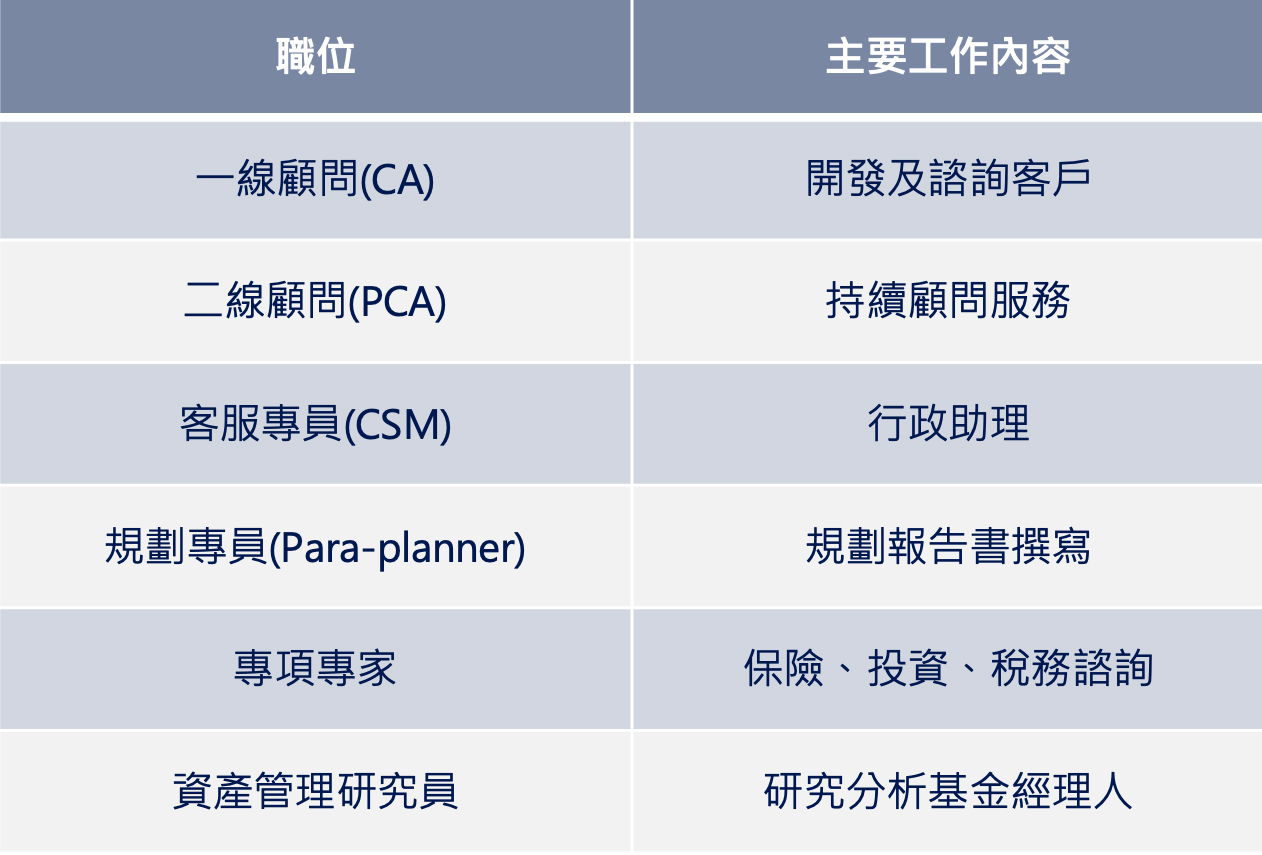 職位
主要工作內容
一線顧問(CA)
開發及諮詢客戶
二線顧問(PCA)
持續顧問服務
客服專員(CSM)
行政助理
規劃專員(Para-planner)
規劃報告書撰寫
專項專家
保險、投資、稅務諮詢
資產管理研究員
研究分析基金經理人